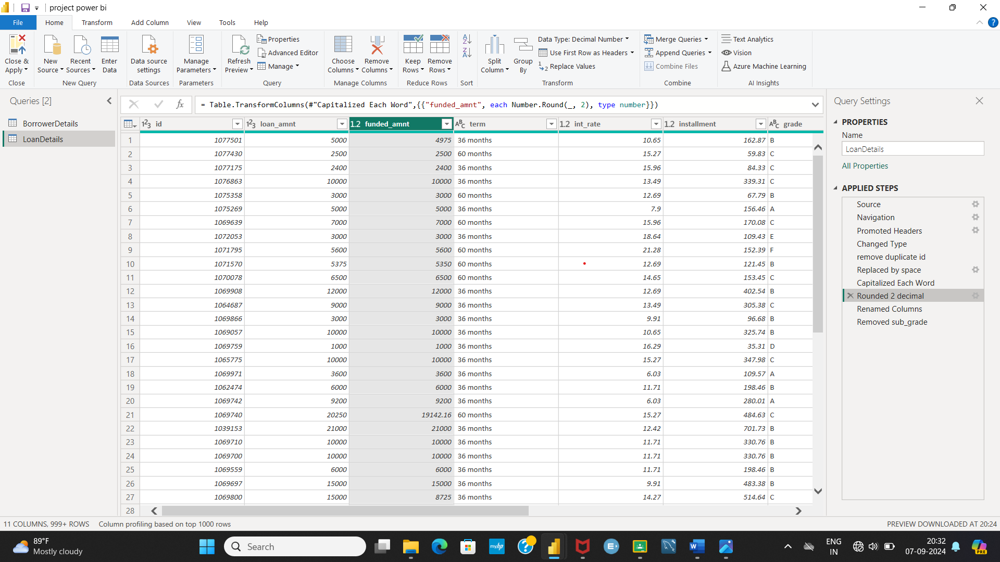 project power bi
File Home Transform Add Column View Tools Help
Close & Apply
Close
New Source
Recent Sources
Enter Data
New Query
Data source settings
Data Sources
Manage Parameters
Parameters
Refresh Preview
Properties
Advanced Editor
Manage
Query
Choose Columns
Remove Columns
Manage Columns
Keep Rows
Remove Rows
Reduce Rows
Sort
Split Column
Group By
Data Type: Decimal Number
Use First Row as Headers
Replace Values
Transform
Merge Queries
Append Queries
Combine Files
Combine
Text Analytics
Vision
Azure Machine Learning
AI Insights
Queries [2]
BorrowerDetails
LoanDetails
fx = Table.TransformColumns(#"Capitalized Each Word",{{"funded_amnt", each Number.Round(_, 2), type number}})
id loan_amnt 1.2 funded_amnt term 1.2 int_rate 1.2 installment grade
1 1077501 5000 4975 36 months 10.65 162.87 B
2 1077430 2500 2500 60 months 15.27 59.83 C
3 1077175 2400 2400 36 months 15.96 84.33 C
4 1076863 10000 10000 36 months 13.49 339.31 C
5 1075358 3000 3000 60 months 12.69 67.79 B
6 1075269 5000 5000 36 months 7.9 156.46 A
7 1069639 7000 7000 60 months 15.96 170.08 C
8 1072053 3000 3000 36 months 18.64 109.43 E
9 1071795 5600 5600 60 months 21.28 152.39 F
10 1071570 5375 5350 60 months 12.69 121.45 B
11 1070078 6500 6500 60 months 14.65 153.45 C
12 1069908 12000 12000 36 months 12.69 402.54 B
13 1064687 9000 9000 36 months 13.49 305.38 C
14 1069866 3000 3000 36 months 9.91 96.68 B
15 1069057 10000 10000 36 months 10.65 325.74 B
16 1069759 1000 1000 36 months 16.29 35.31 D
17 1065775 10000 10000 36 months 15.27 347.98 C
18 1069971 3600 3600 36 months 6.03 109.57 A
19 1062474 6000 6000 36 months 11.71 198.46 B
20 1069742 9200 9200 36 months 6.03 280.01 A
21 1069740 20250 19142.16 60 months 15.27 484.63 C
22 1039153 21000 21000 36 months 12.42 701.73 B
23 1069710 10000 10000 36 months 11.71 330.76 B
24 1069700 10000 10000 36 months 11.71 330.76 B
25 1069559 6000 6000 36 months 11.71 198.46 B
26 1069697 15000 15000 36 months 9.91 483.38 B
27 1069800 15000 8725 36 months 14.27 514.64 C
28
Query Settings
PROPERTIES
Name
LoanDetails
All Properties
APPLIED STEPS
Source
Navigation
Promoted Headers
Changed Type
remove duplicate id
Replaced by space
Capitalized Each Word
Rounded 2 decimal
Renamed Columns
Removed sub_grade
11 COLUMNS, 999+ ROWS Column profiling based on top 1000 rows
PREVIEW DOWNLOADED AT 20:24
89°F
Mostly cloudy
Search
myhp
ENG
IN
20:32
07-09-2024
PRE